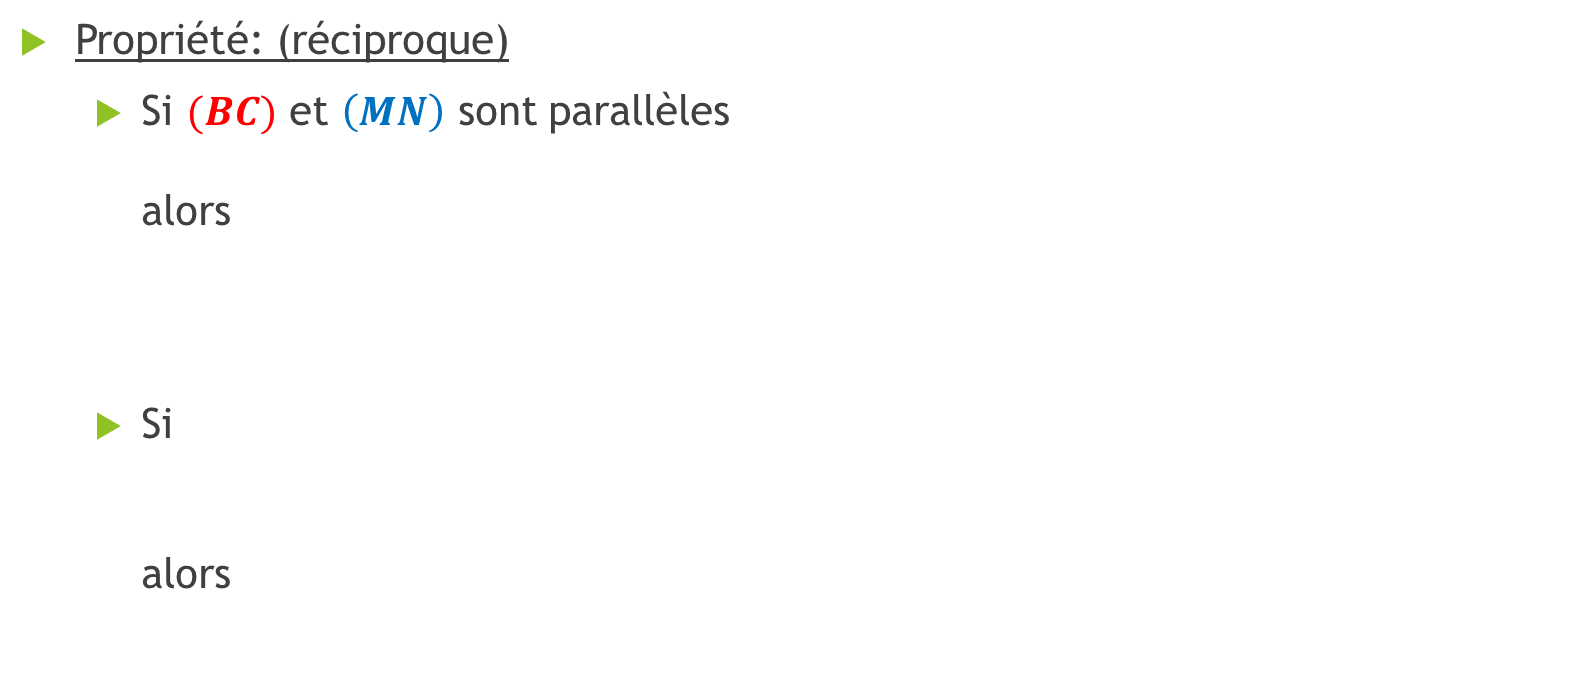 Propriété: (réciproque)
Si (BC) et (MN) sont parallèles
alors
Si
alors